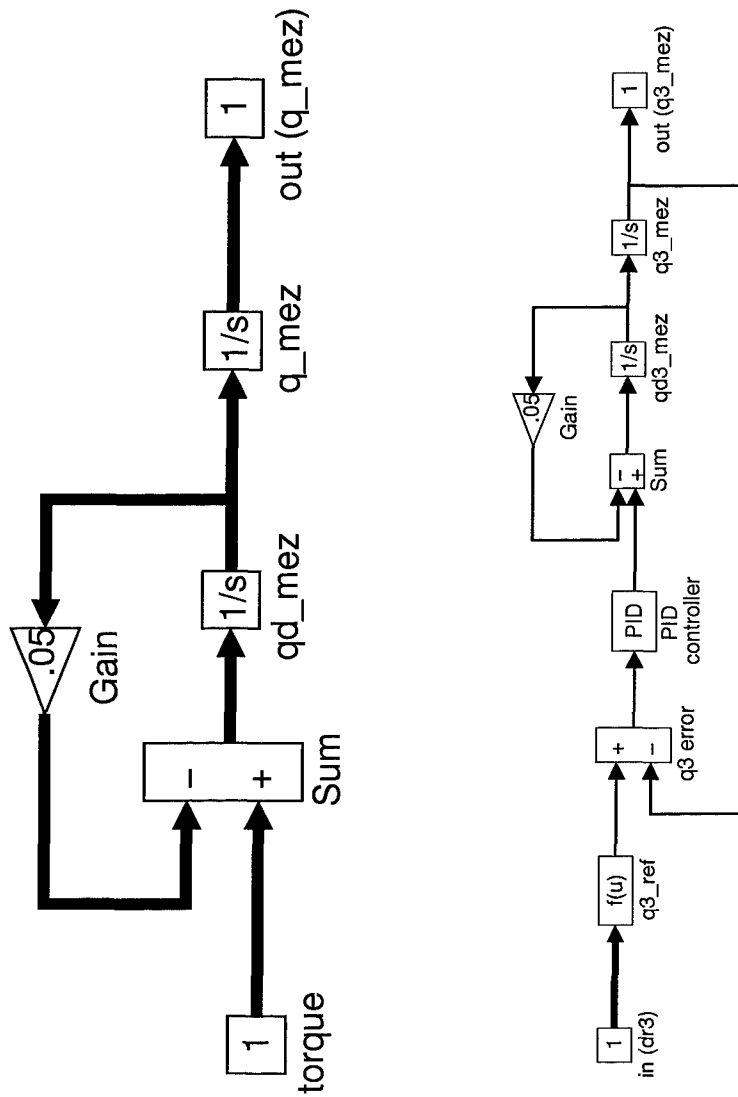 1
torque
−
+
Sum
.05
Gain
1/s
qd_mez
1/s
q_mez
1
out (q_mez)
1
in (dr3)
f(u)
q3_ref
+
−
q3 error
PID
PID
controller
−
+
Sum
.05
Gain
1/s
qd3_mez
1/s
q3_mez
1
out (q3_mez)